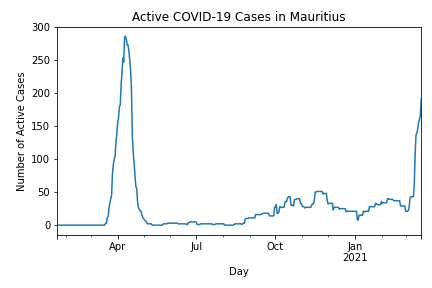 Active COVID-19 Cases in Mauritius
Number of Active Cases
300
250
200
150
100
50
0
Apr
Jul
Oct
Jan
2021
Day